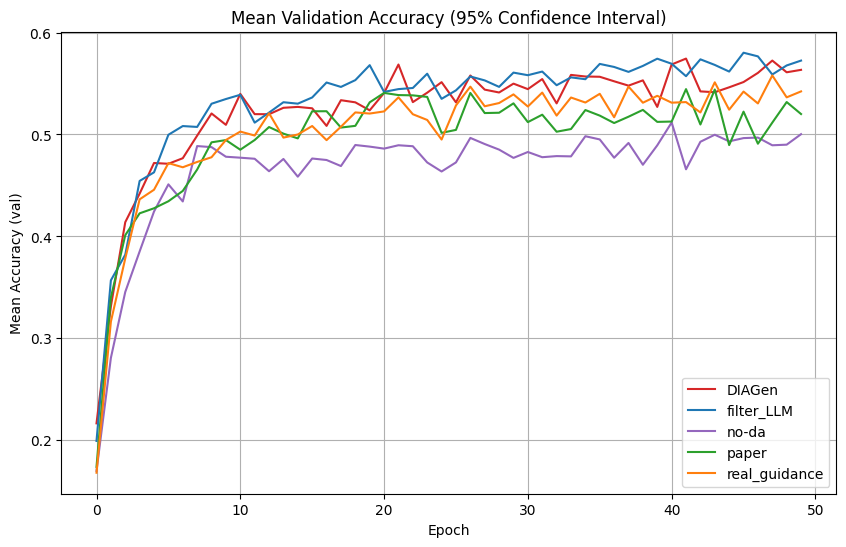 Mean Validation Accuracy (95% Confidence Interval)
Mean Accuracy (val)
0.6
0.5
0.4
0.3
0.2
0
10
20
30
40
50
Epoch
DIAGen
filter_LLM
no-da
paper
real_guidance